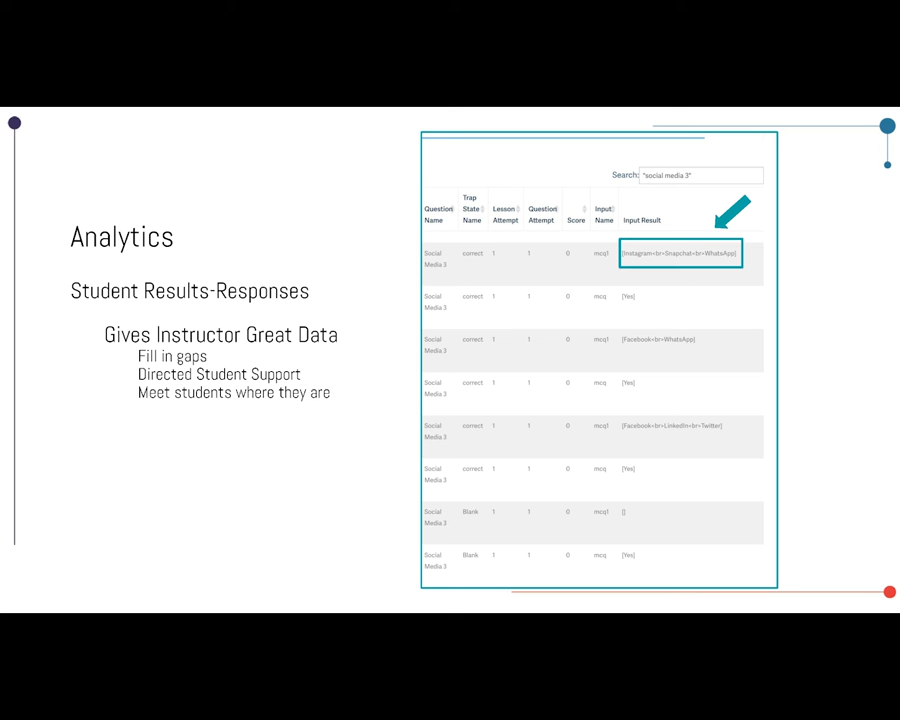 Analytics
Student Results-Responses
Gives Instructor Great Data
Fill in gaps
Directed Student Support
Meet students where they are
Search: "social media 3"
Question Name Trap State Name Lesson Attempt Question Attempt Score Input Name Input Result
Social Media 3 correct 1 1 0 mcq1 [Instagram<br>Snapchat<br>WhatsApp]
Social Media 3 correct 1 1 0 mcq [Yes]
Social Media 3 correct 1 1 0 mcq1 [Facebook<br>WhatsApp]
Social Media 3 correct 1 1 0 mcq [Yes]
Social Media 3 correct 1 1 0 mcq1 [Facebook<br>LinkedIn<br>Twitter]
Social Media 3 correct 1 1 0 mcq [Yes]
Social Media 3 Blank 1 1 0 mcq1 []
Social Media 3 Blank 1 1 0 mcq [Yes]